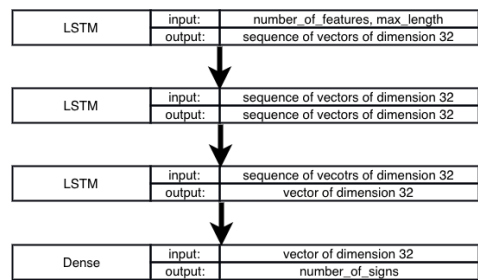 LSTM input: number_of_features, max_length
output: sequence of vectors of dimension 32
LSTM input: sequence of vectors of dimension 32
output: sequence of vectors of dimension 32
LSTM input: sequence of vecotrs of dimension 32
output: vector of dimension 32
Dense input: vector of dimension 32
output: number_of_signs